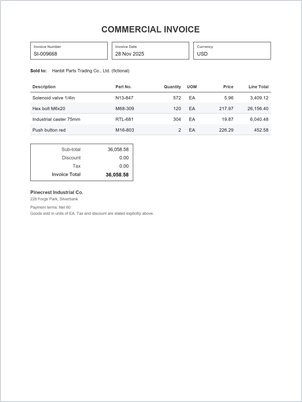 COMMERCIAL INVOICE
Invoice Number Invoice Date Currency
SI-009668 28 Nov 2025 USD
Sold to: Hanbit Parts Trading Co., Ltd. (fictional)
Description Part No. Quantity UOM Price Line Total
Solenoid valve 1/4in N13-847 572 EA 5.96 3,409.12
Hex bolt M6x20 M68-309 120 EA 217.97 26,156.40
Industrial caster 75mm RTL-681 304 EA 19.87 6,040.48
Push button red M16-803 2 EA 226.29 452.58
Sub-total 36,058.58
Discount 0.00
Tax 0.00
Invoice Total 36,058.58
Pinecrest Industrial Co.
228 Forge Park, Silverbank
Payment terms: Net 60
Goods sold in units of EA. Tax and discount are stated explicitly above.